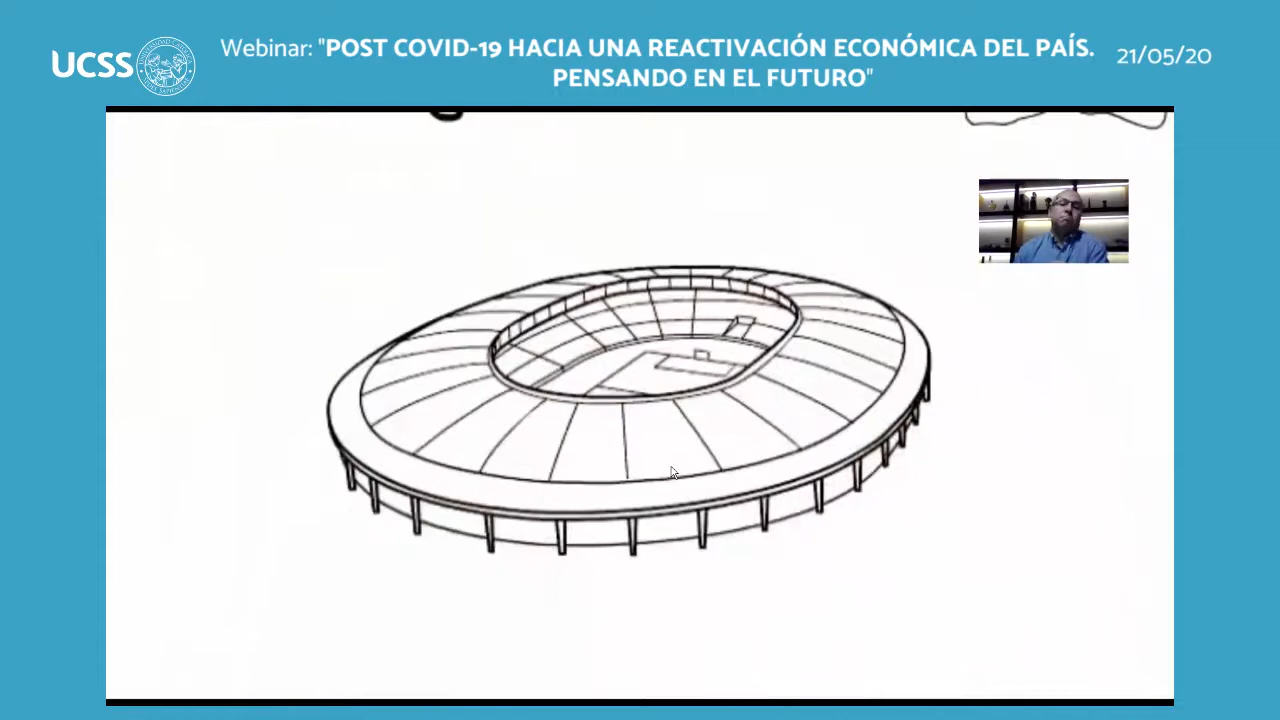 UCSS
Webinar: "POST COVID-19 HACIA UNA REACTIVACIÓN ECONÓMICA DEL PAÍS.
PENSANDO EN EL FUTURO"
21/05/20